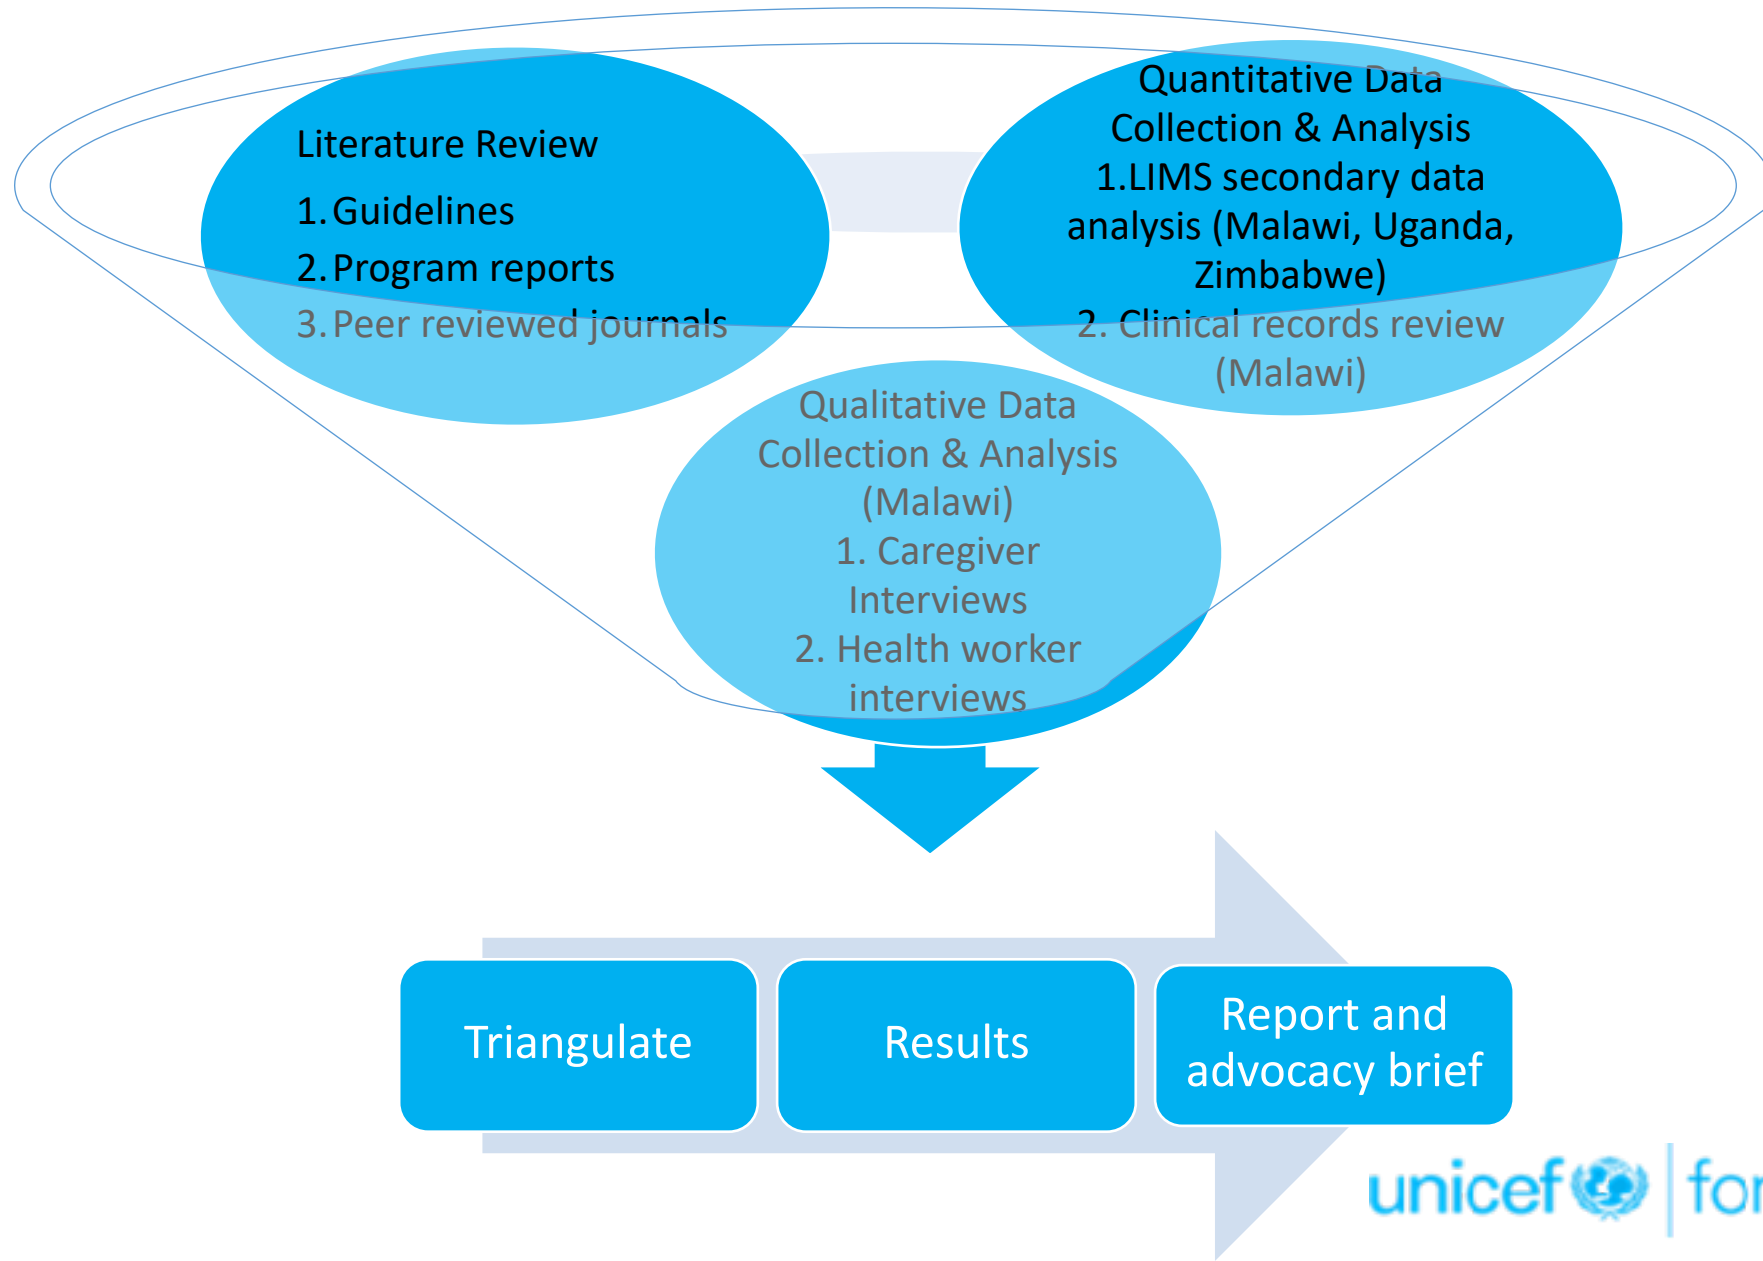 Literature Review
1. Guidelines
2. Program reports
3. Peer reviewed journals
Quantitative Data
Collection & Analysis
1.LIMS secondary data
analysis (Malawi, Uganda,
Zimbabwe)
2. Clinical records review
(Malawi)
Qualitative Data
Collection & Analysis
(Malawi)
1. Caregiver
Interviews
2. Health worker
interviews
Triangulate
Results
Report and
advocacy brief
unicef | for